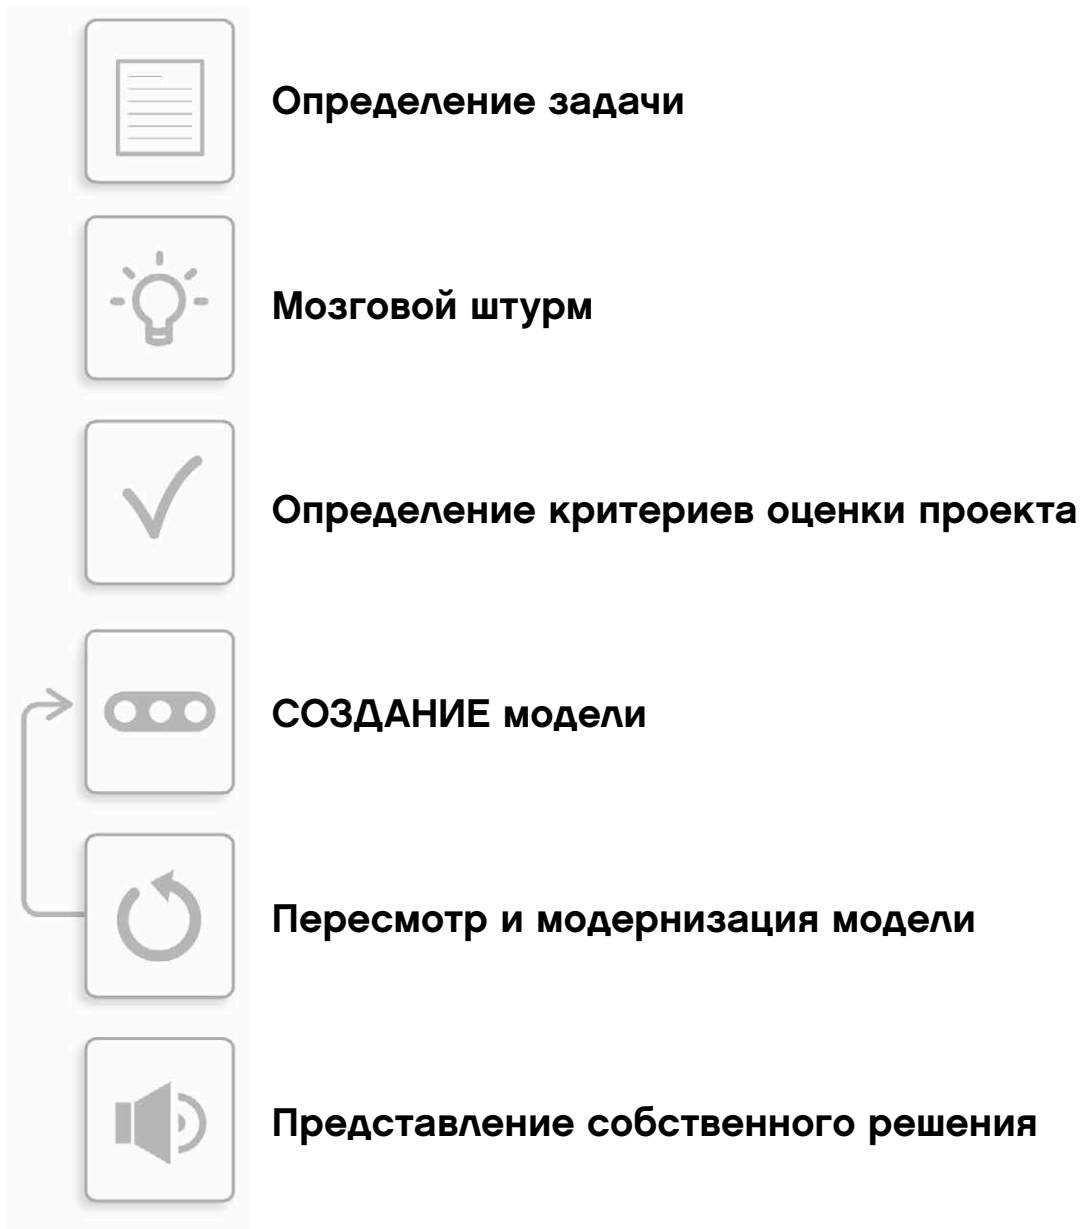 Определение задачи
Мозговой штурм
Определение критериев оценки проекта
СОЗДАНИЕ модели
Пересмотр и модернизация модели
Представление собственного решения